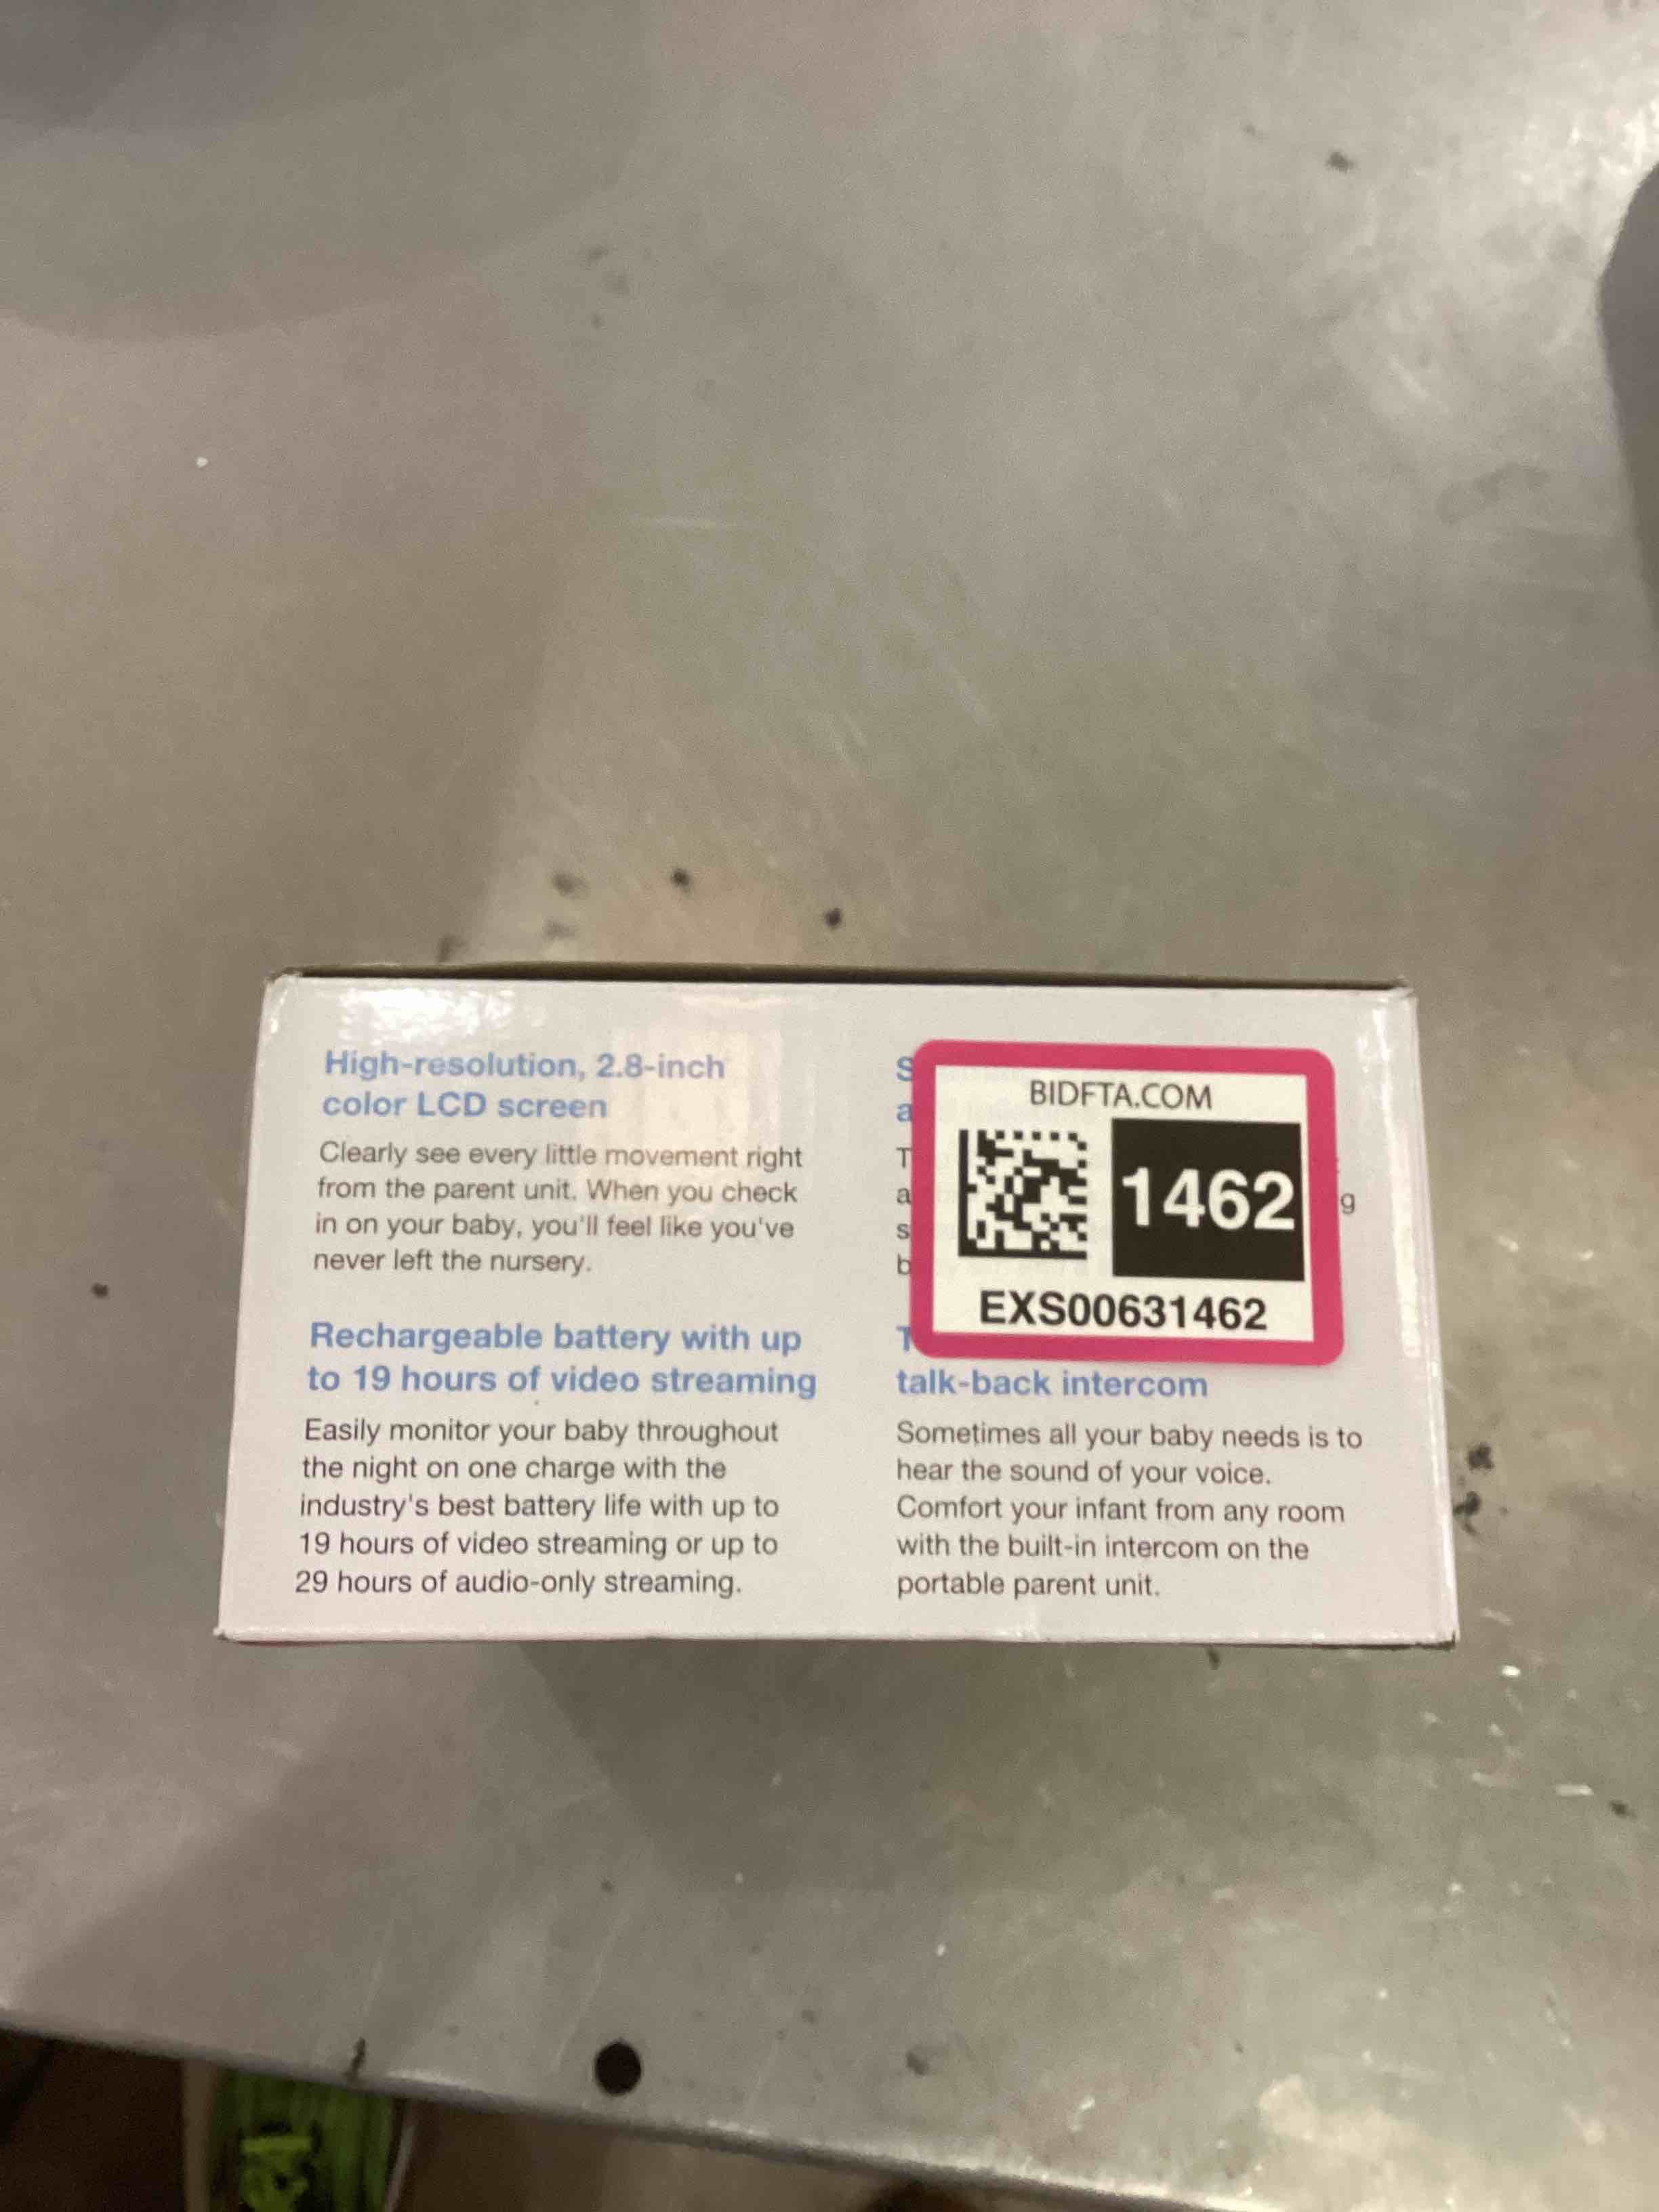 High-resolution, 2.8-inch
color LCD screen
Clearly see every little movement right
from the parent unit. When you check
in on your baby, you'll feel like you've
never left the nursery.
Rechargeable battery with up
to 19 hours of video streaming
Easily monitor your baby throughout
the night on one charge with the
industry's best battery life with up to
19 hours of video streaming or up to
29 hours of audio-only streaming.
BIDFTA.COM
1462
EXS00631462
talk-back intercom
Sometimes all your baby needs is to
hear the sound of your voice.
Comfort your infant from any room
with the built-in intercom on the
portable parent unit.